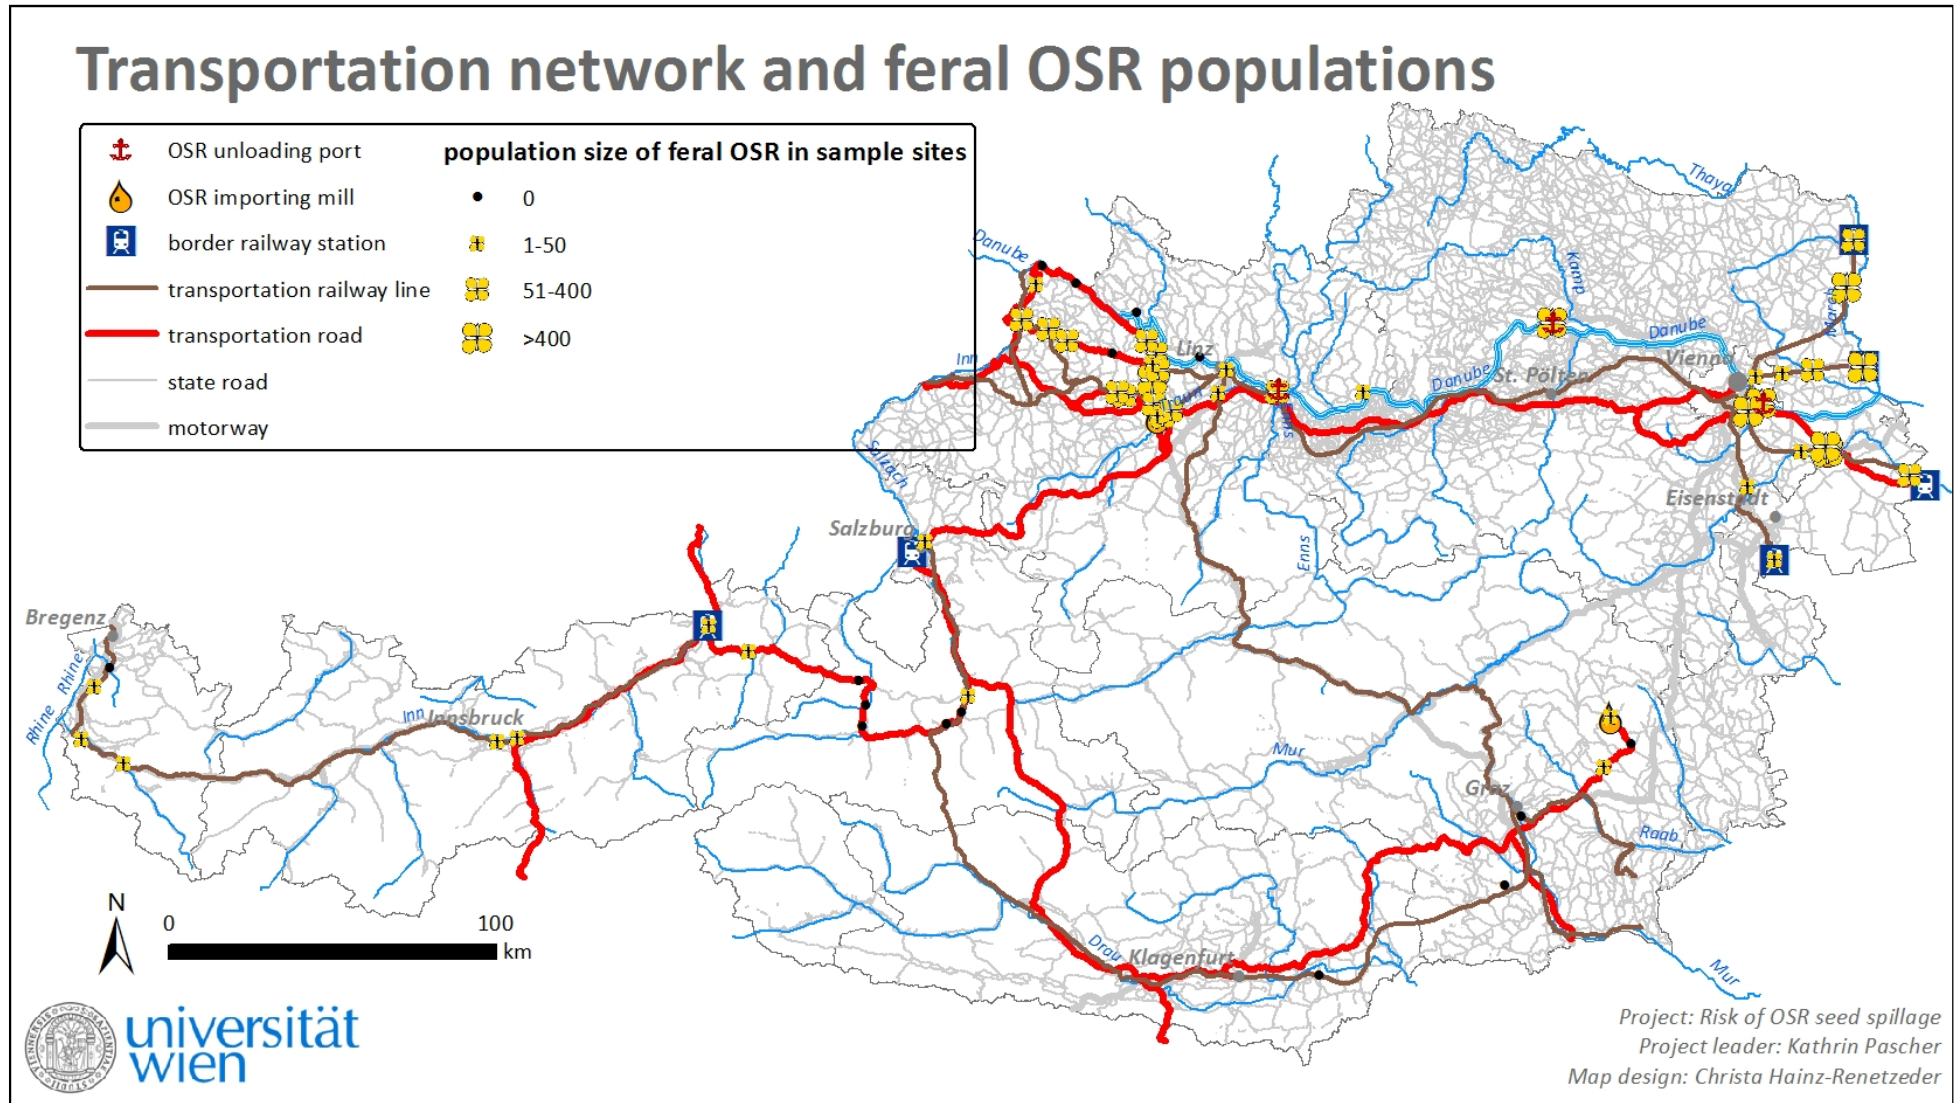 Transportation network and feral OSR populations
OSR unloading port
OSR importing mill
border railway station
transportation railway line
transportation road
state road
motorway
population size of feral OSR in sample sites
0
1-50
51-400
>400
Thaya
Danube
Kamp
March
Danube
Vienna
Linz
Inn
St. Pölten
Danube
Traun
Enns
Salzach
Eisenstadt
Salzburg
Enns
Bregenz
Rhine
Rhine
Inn
Innsbruck
Mur
Graz
Raab
Drau
Klagenfurt
Mur
N
0
100
km
universität
wien
Project: Risk of OSR seed spillage
Project leader: Kathrin Pascher
Map design: Christa Hainz-Renetzeder